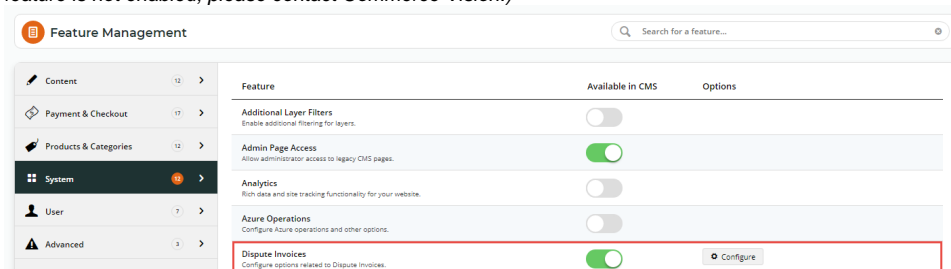 feature is not enabled, please contact Commerce Vision.)
Feature Management
Search for a feature...
Content 12
Payment & Checkout 17
Products & Categories 12
System 13
User 7
Advanced 3
Feature Available in CMS Options
Additional Layer Filters
Enable additional filtering for layers.
Admin Page Access
Allow administrator access to legacy CMS pages.
Analytics
Rich data and site tracking functionality for your website.
Azure Operations
Configure Azure operations and other options.
Dispute Invoices
Configure options related to Dispute Invoices.
Configure